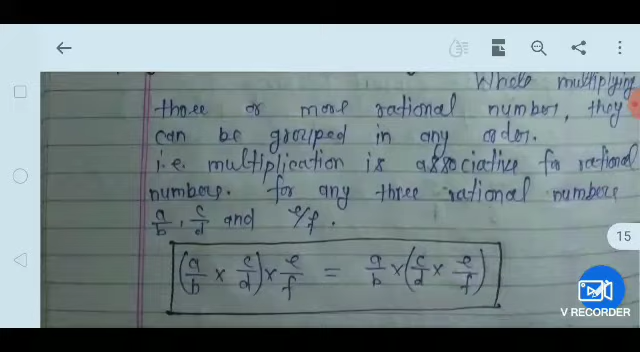 While multiplying
three or more rational number, they
can be grouped in any order.
i.e. multiplication is associative for rational
numbers. for any three rational numbers
a/b, c/d and e/f.
(a/b × c/d) × e/f = a/b × (c/d × e/f)
15
V RECORDER